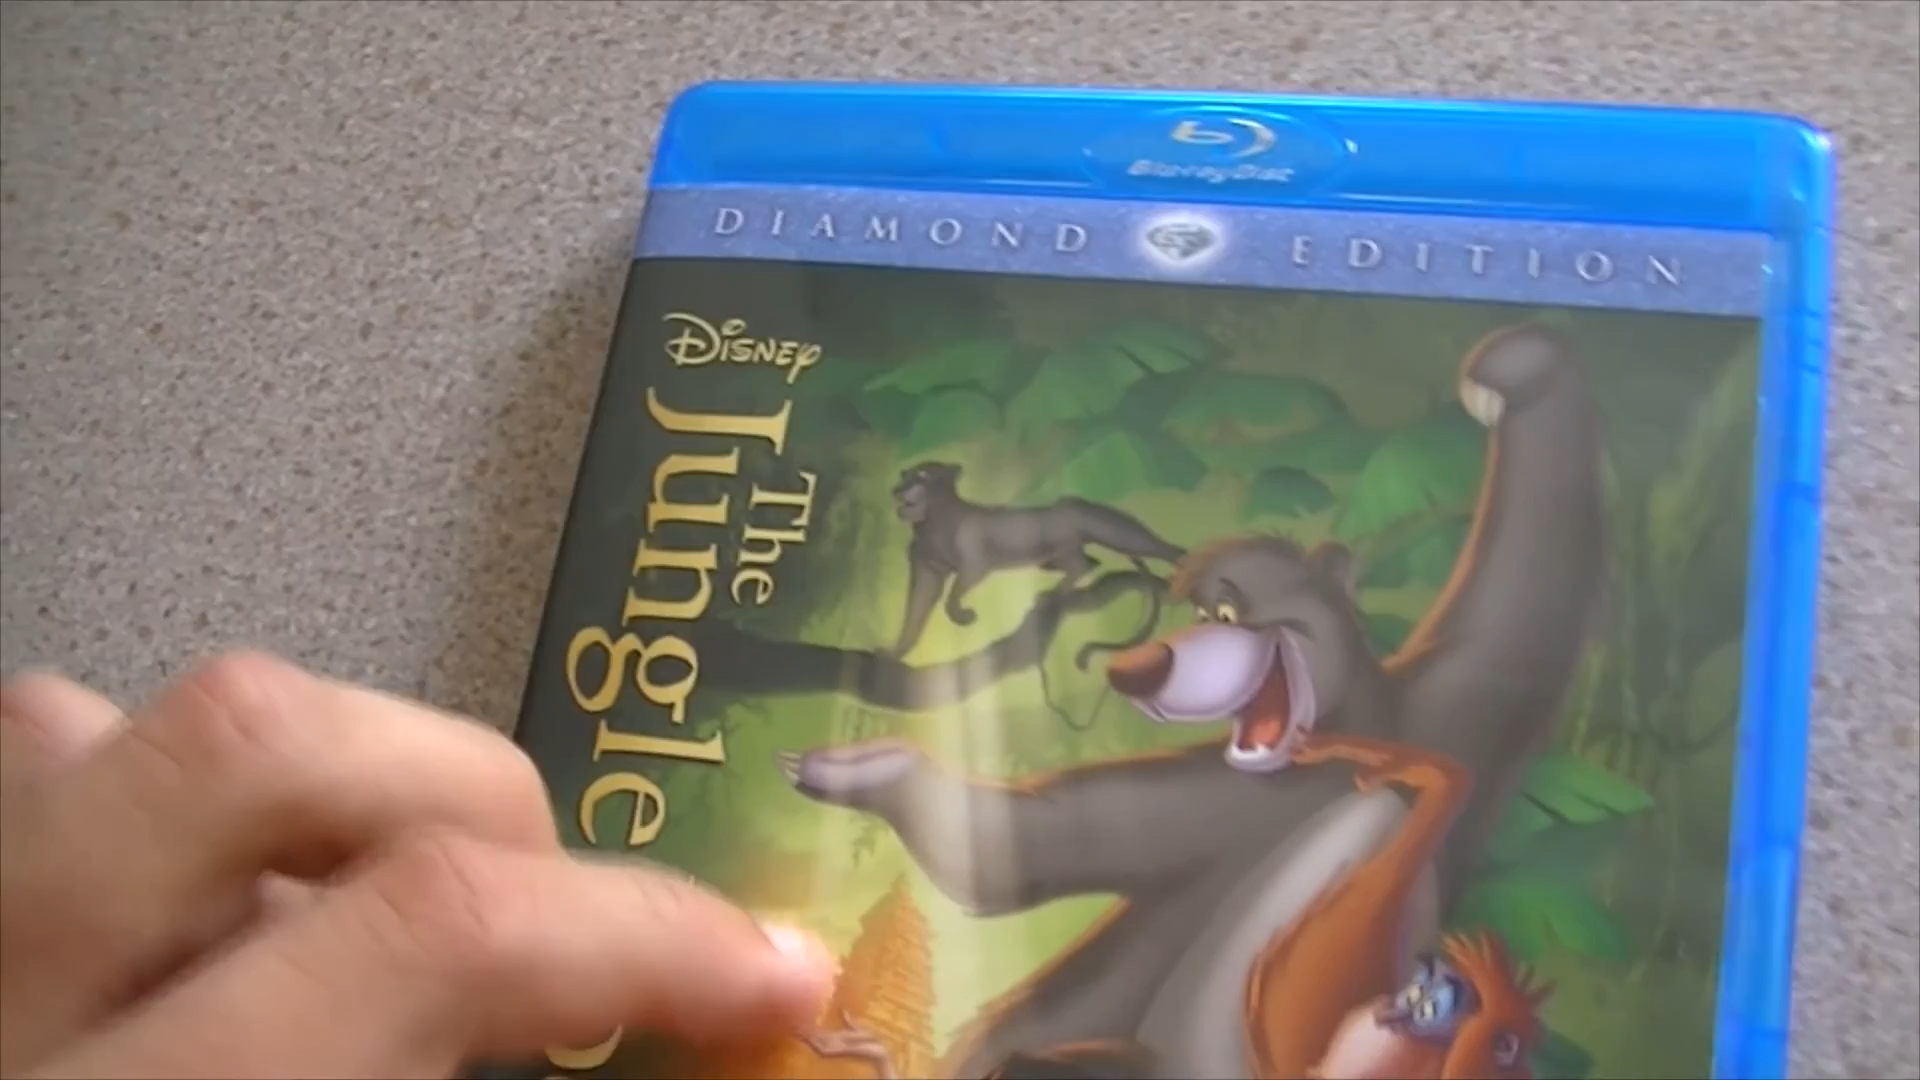 Blu-ray Disc
DIAMOND EDITION
Disney
The
Jungle